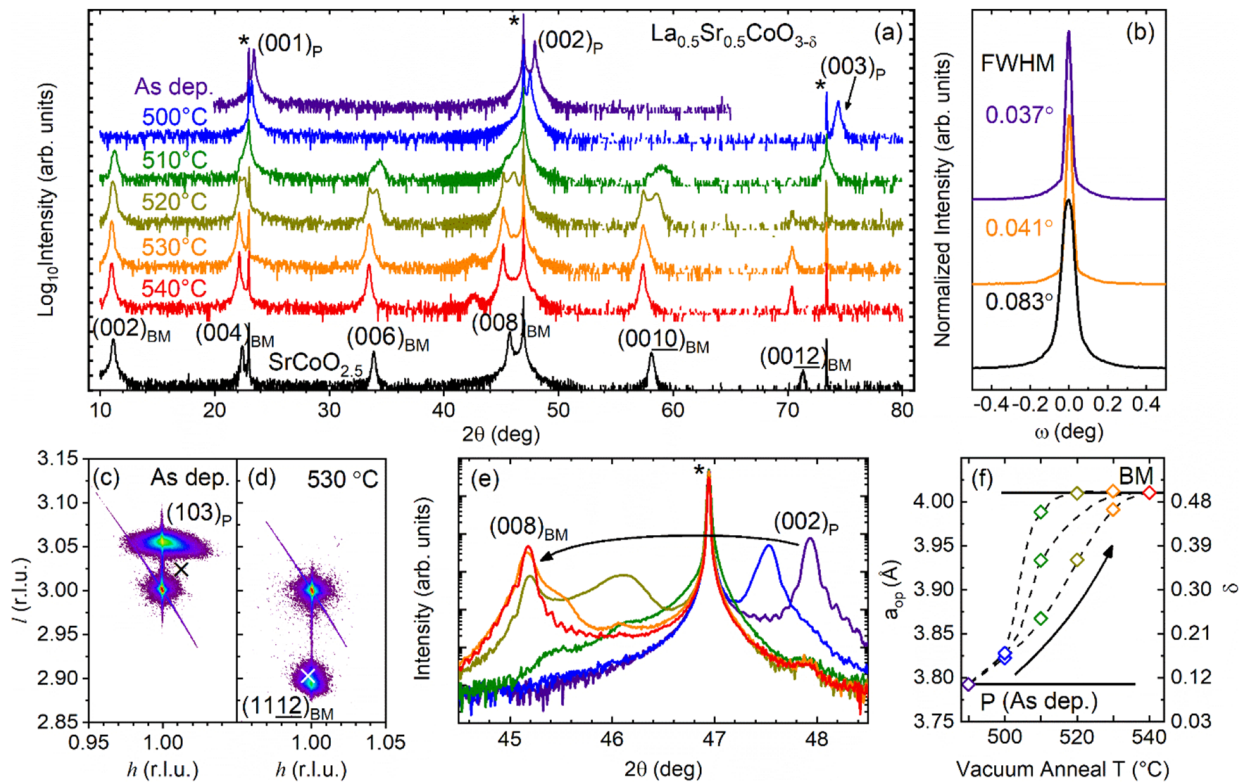 (a)
La0.5Sr0.5CoO3-δ
* (001)P
* (002)P
(003)P
*
As dep.
500°C
510°C
520°C
530°C
540°C
(002)BM
(004)BM
(006)BM
(008)BM
(0010)BM
(0012)BM
SrCoO2.5
Log10Intensity (arb. units)
10 20 30 40 50 60 70 80
2θ (deg)
(b)
FWHM
0.037°
0.041°
0.083°
Normalized Intensity (arb. units)
-0.4 0.0 0.4
ω (deg)
(c) As dep.
(103)P
×
3.15
3.10
3.05
3.00
2.95
2.90
2.85
l (r.l.u.)
0.95 1.00
h (r.l.u.)
(d) 530 °C
×
(1112)BM
1.00 1.05
h (r.l.u.)
(e)
*
(008)BM
(002)P
Intensity (arb. units)
45 46 47 48
2θ (deg)
(f)
BM
P (As dep.)
4.00
3.95
3.90
3.85
3.80
3.75
aop (Å)
0.48
0.39
0.30
0.21
0.12
0.03
δ
500 520 540
Vacuum Anneal T (°C)